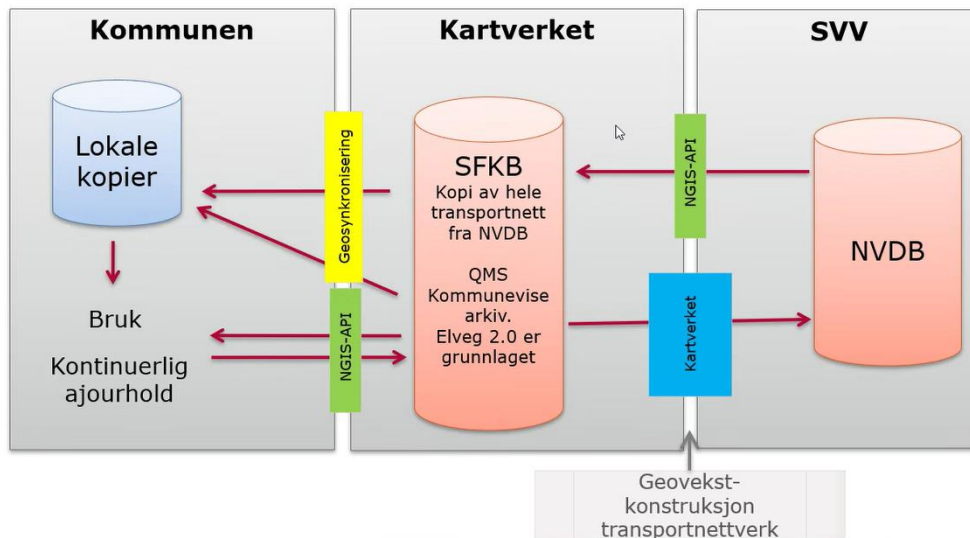 Kommunen
Lokale
kopier
Bruk
Kontinuerlig
ajourhold
Geosynkronisering
NGIS-API
Kartverket
SFKB
Kopi av hele
transportnett
fra NVDB
QMS
Kommunevise
arkiv.
Elveg 2.0 er
grunnlaget
NGIS-API
Kartverket
SVV
NVDB
Geovekst-
konstruksjon
transportnettverk